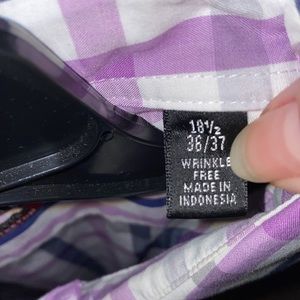 18½
36/37
WRINKLE
FREE
MADE IN
INDONESIA